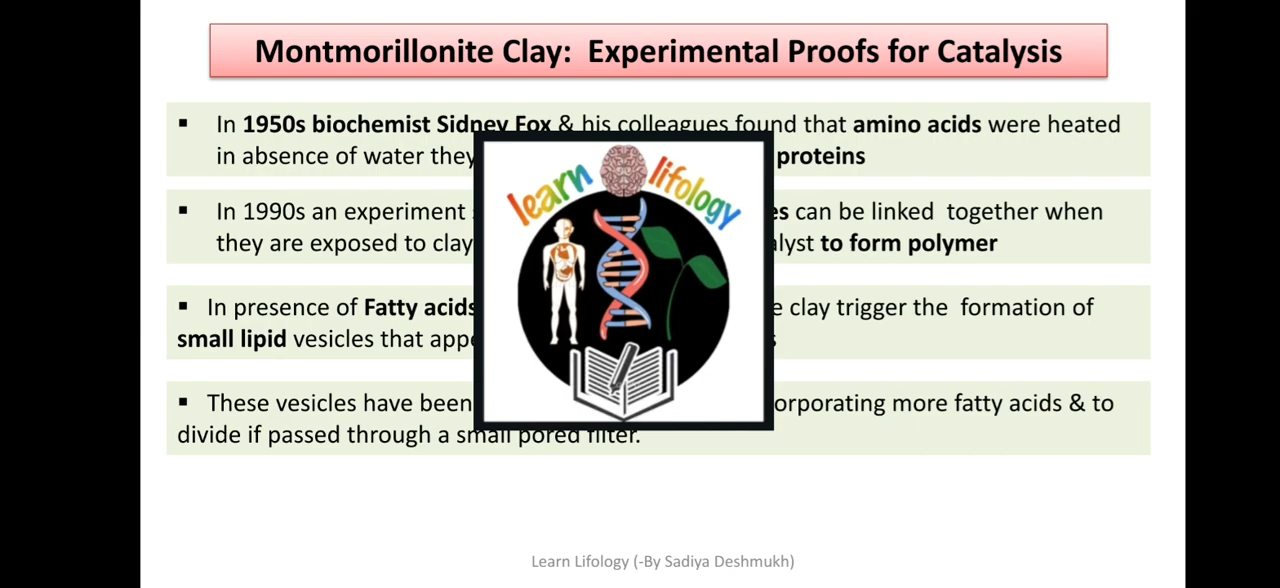 Montmorillonite Clay: Experimental Proofs for Catalysis
▪ In 1950s biochemist Sidney Fox & his colleagues found that amino acids were heated
in absence of water they proteins
▪ In 1990s an experiment can be linked together when
they are exposed to clay to form polymer
▪ In presence of Fatty acids clay trigger the formation of
small lipid vesicles that
▪ These vesicles have been more fatty acids & to
divide if passed through a small pored filter.
learn lifology
Learn Lifology (-By Sadiya Deshmukh)